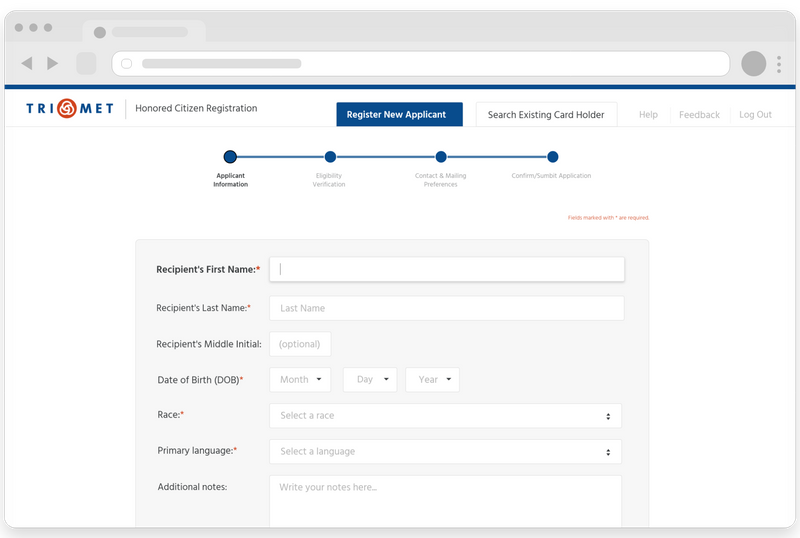 TRI MET
Honored Citizen Registration
Register New Applicant
Search Existing Card Holder
Help
Feedback
Log Out
Applicant
Information
Eligibility
Verification
Contact & Mailing
Preferences
Confirm/Sumbit Application
Fields marked with * are required.
Recipient's First Name:*
Recipient's Last Name:*
Last Name
Recipient's Middle Initial:
(optional)
Date of Birth (DOB)*
Month
Day
Year
Race:*
Select a race
Primary language:*
Select a language
Additional notes:
Write your notes here...